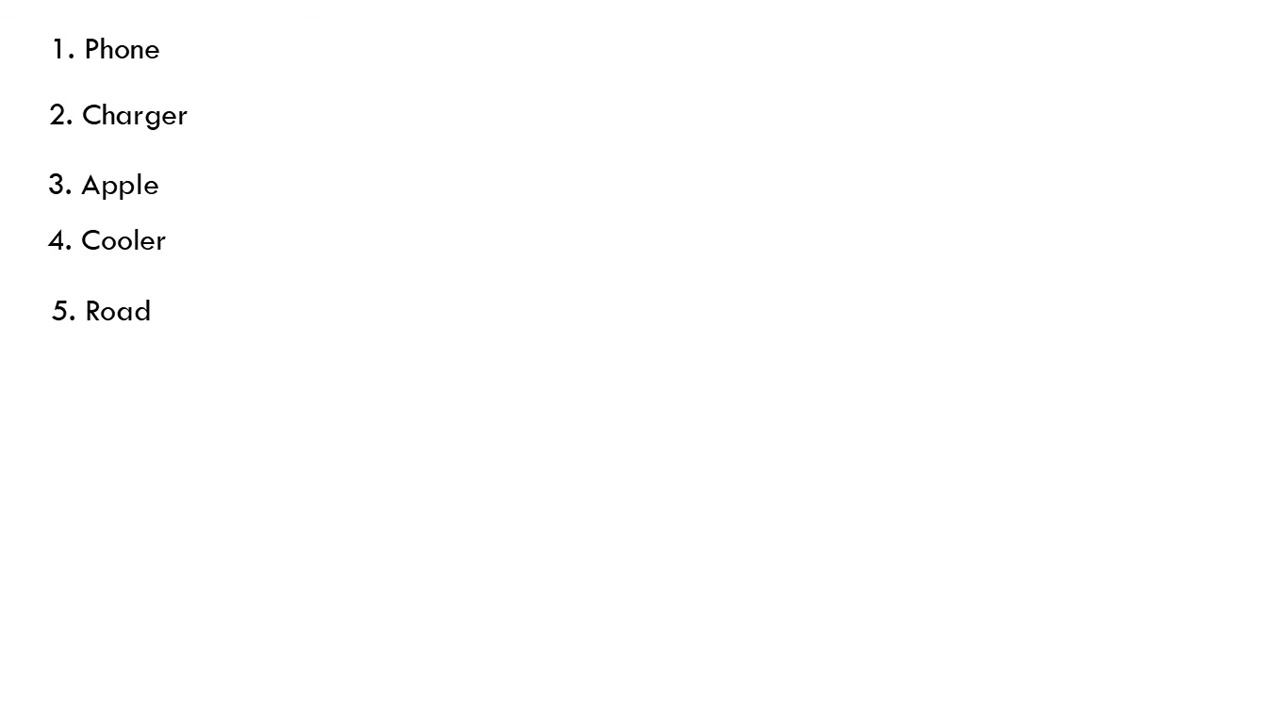 1. Phone
2. Charger
3. Apple
4. Cooler
5. Road